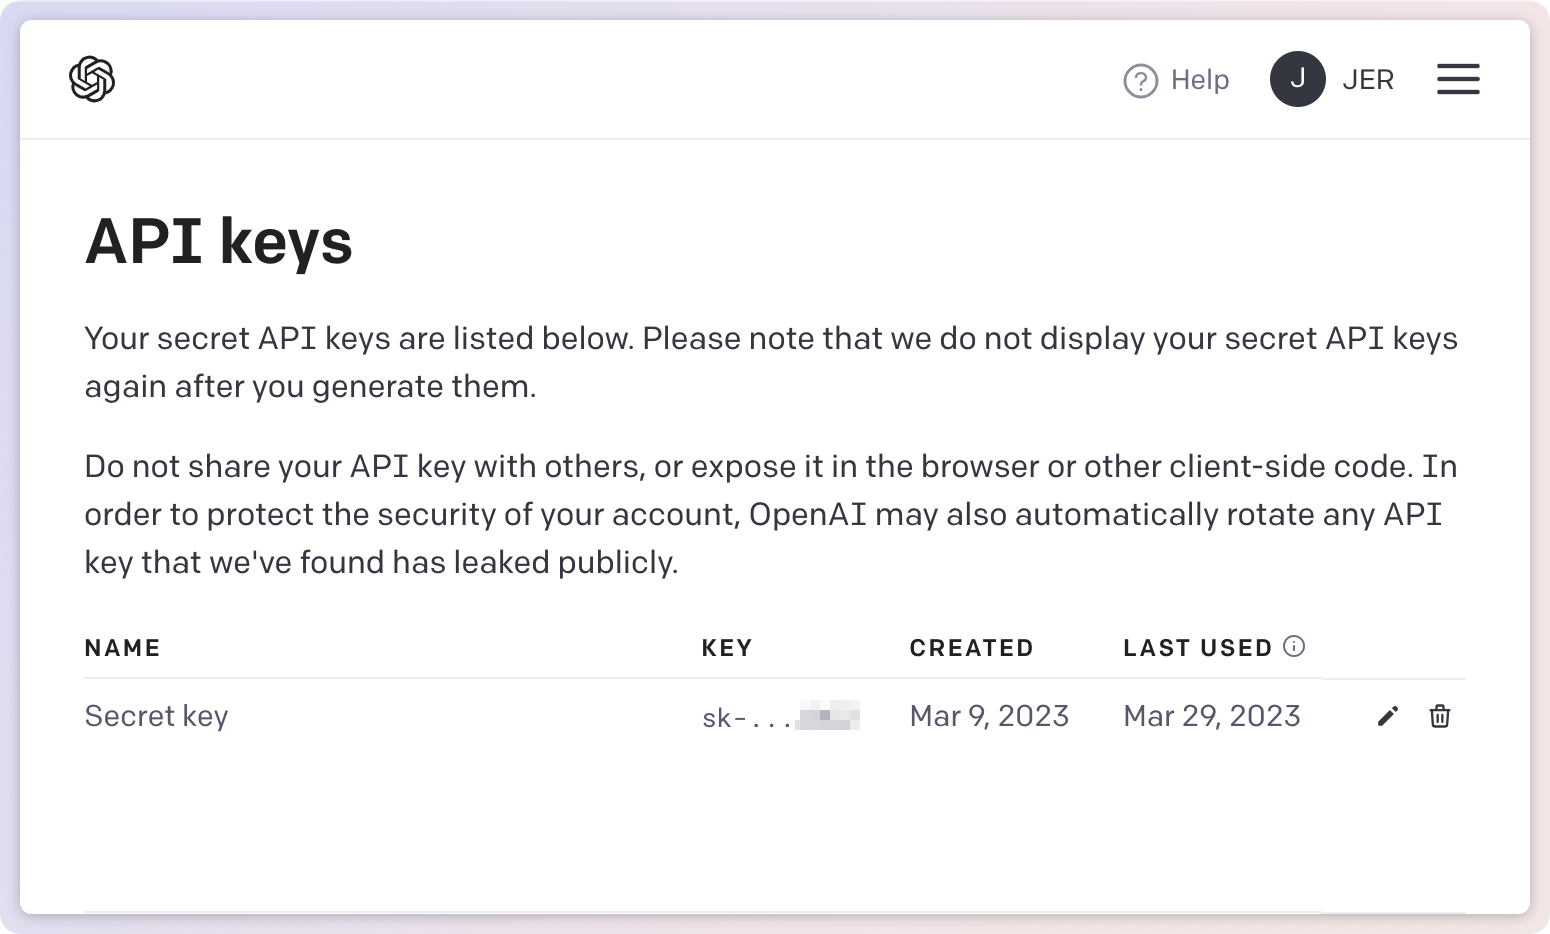 ? Help J JER
API keys
Your secret API keys are listed below. Please note that we do not display your secret API keys
again after you generate them.
Do not share your API key with others, or expose it in the browser or other client-side code. In
order to protect the security of your account, OpenAI may also automatically rotate any API
key that we've found has leaked publicly.
NAME KEY CREATED LAST USED
Secret key sk-... Mar 9, 2023 Mar 29, 2023